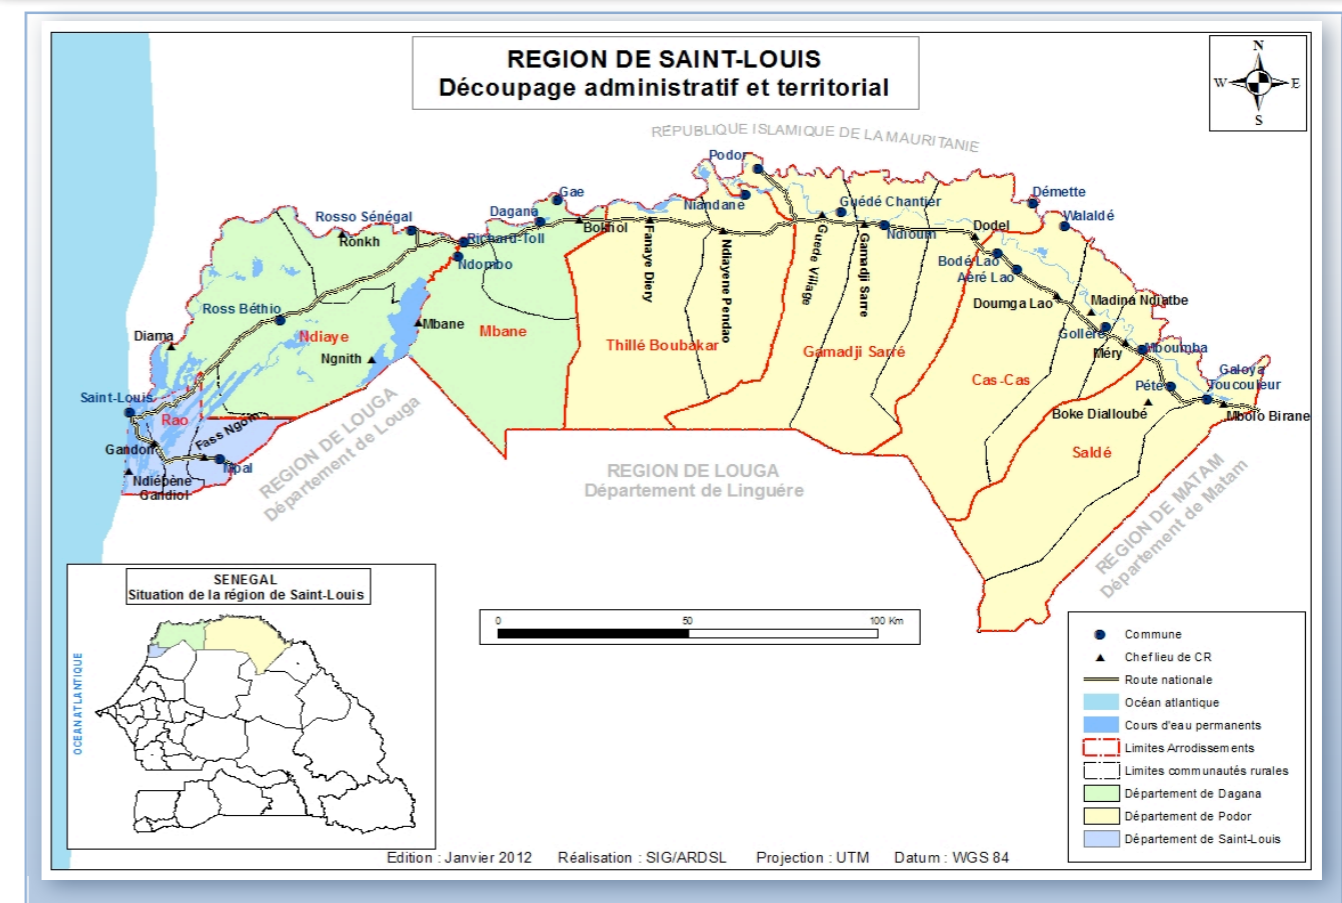 REGION DE SAINT-LOUIS
Découpage administratif et territorial
N
W
E
S
REPUBLIQUE ISLAMIQUE DE LA MAURITANIE
Podor
Gae
Niandane
Guédé Chantier
Démette
Walaldé
Rosso Sénégal
Dagana
Bokhol
Ronkh
Richard-Toll
Ndioum
Dodel
Ndombo
Fanaye Diery
Ndiayene Pendao
Guede Village
Gamadji Sarre
Bodé Lao
Aéré Lao
Ross Béthio
Doumga Lao
Madina Ndiatbe
Diama
Ndiaye
Mbane
Mbane
Golléré
Ngnith
Thillé Boubakar
Gamadji Sarré
Méry
Mboumba
Cas-Cas
Galoya
Toucouleur
Pété
Saint-Louis
Rao
Boke Dialloubé
Mbolo Birane
Fass Ngom
Gandon
Mpal
Saldé
Ndiébène
Gandiol
REGION DE LOUGA
Département de Louga
REGION DE LOUGA
Département de Linguére
REGION DE MATAM
Département de Matam
SENEGAL
Situation de la région de Saint-Louis
OCEAN ATLANTIQUE
0 50 100 Km
Commune
Chef lieu de CR
Route nationale
Océan atlantique
Cours d'eau permanents
Limites Arrodissements
Limites communautés rurales
Département de Dagana
Département de Podor
Département de Saint-Louis
Edition : Janvier 2012 Réalisation : SIG/ARDSL Projection : UTM Datum : WGS 84